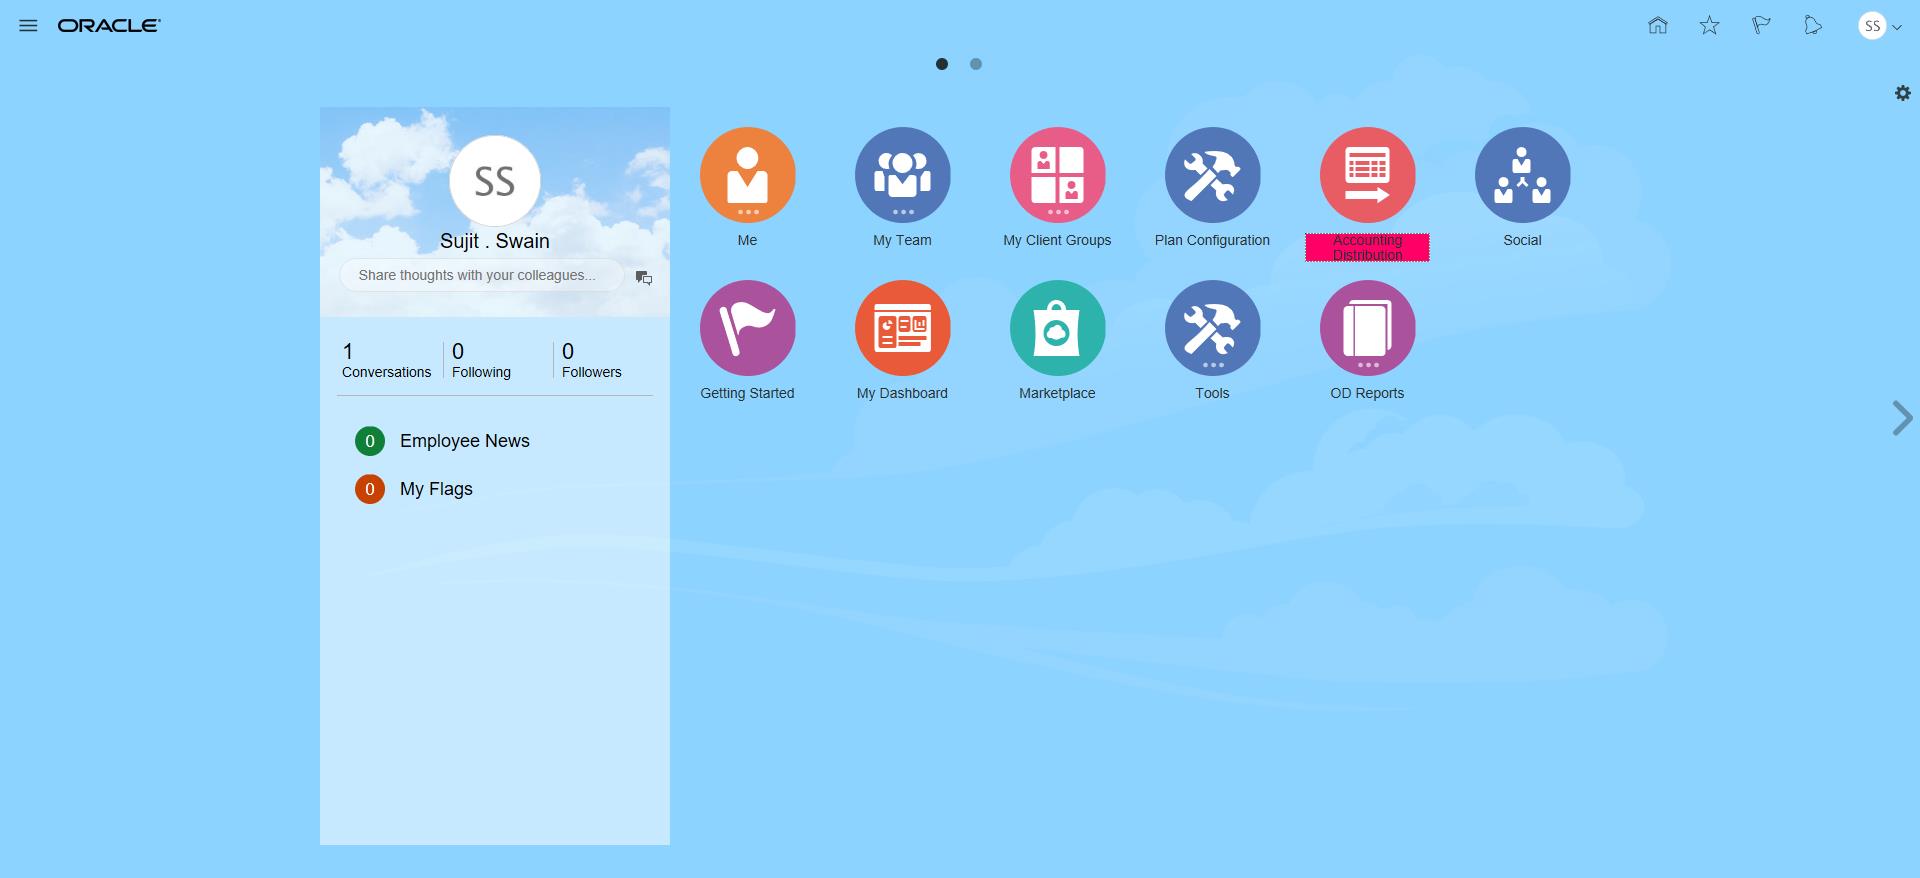 ORACLE
SS
SS
Sujit . Swain
Share thoughts with your colleagues...
1
Conversations
0
Following
0
Followers
0
Employee News
0
My Flags
Me
My Team
My Client Groups
Plan Configuration
Accounting
Distribution
Social
Getting Started
My Dashboard
Marketplace
Tools
OD Reports